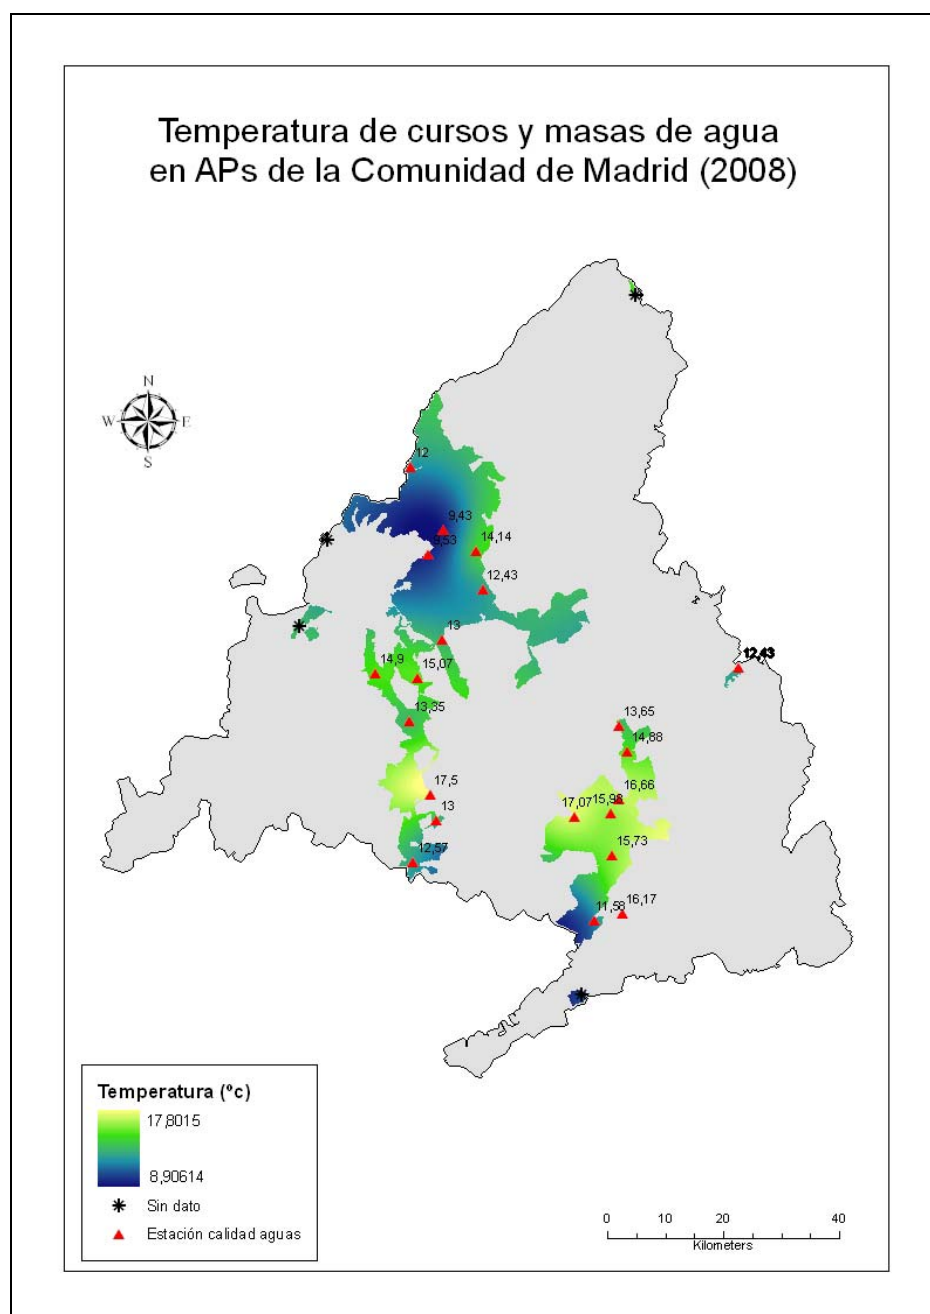 Temperatura de cursos y masas de agua
en APs de la Comunidad de Madrid (2008)
N
W E
S
12
9,43
9,53
14,14
12,43
13
14,9
15,07
12,43
13,35
13,65
14,88
17,5
16,66
17,07
15,98
13
15,73
12,57
16,17
11,58
Temperatura (ºc)
17,8015
8,90614
Sin dato
Estación calidad aguas
0 10 20 40
Kilometers